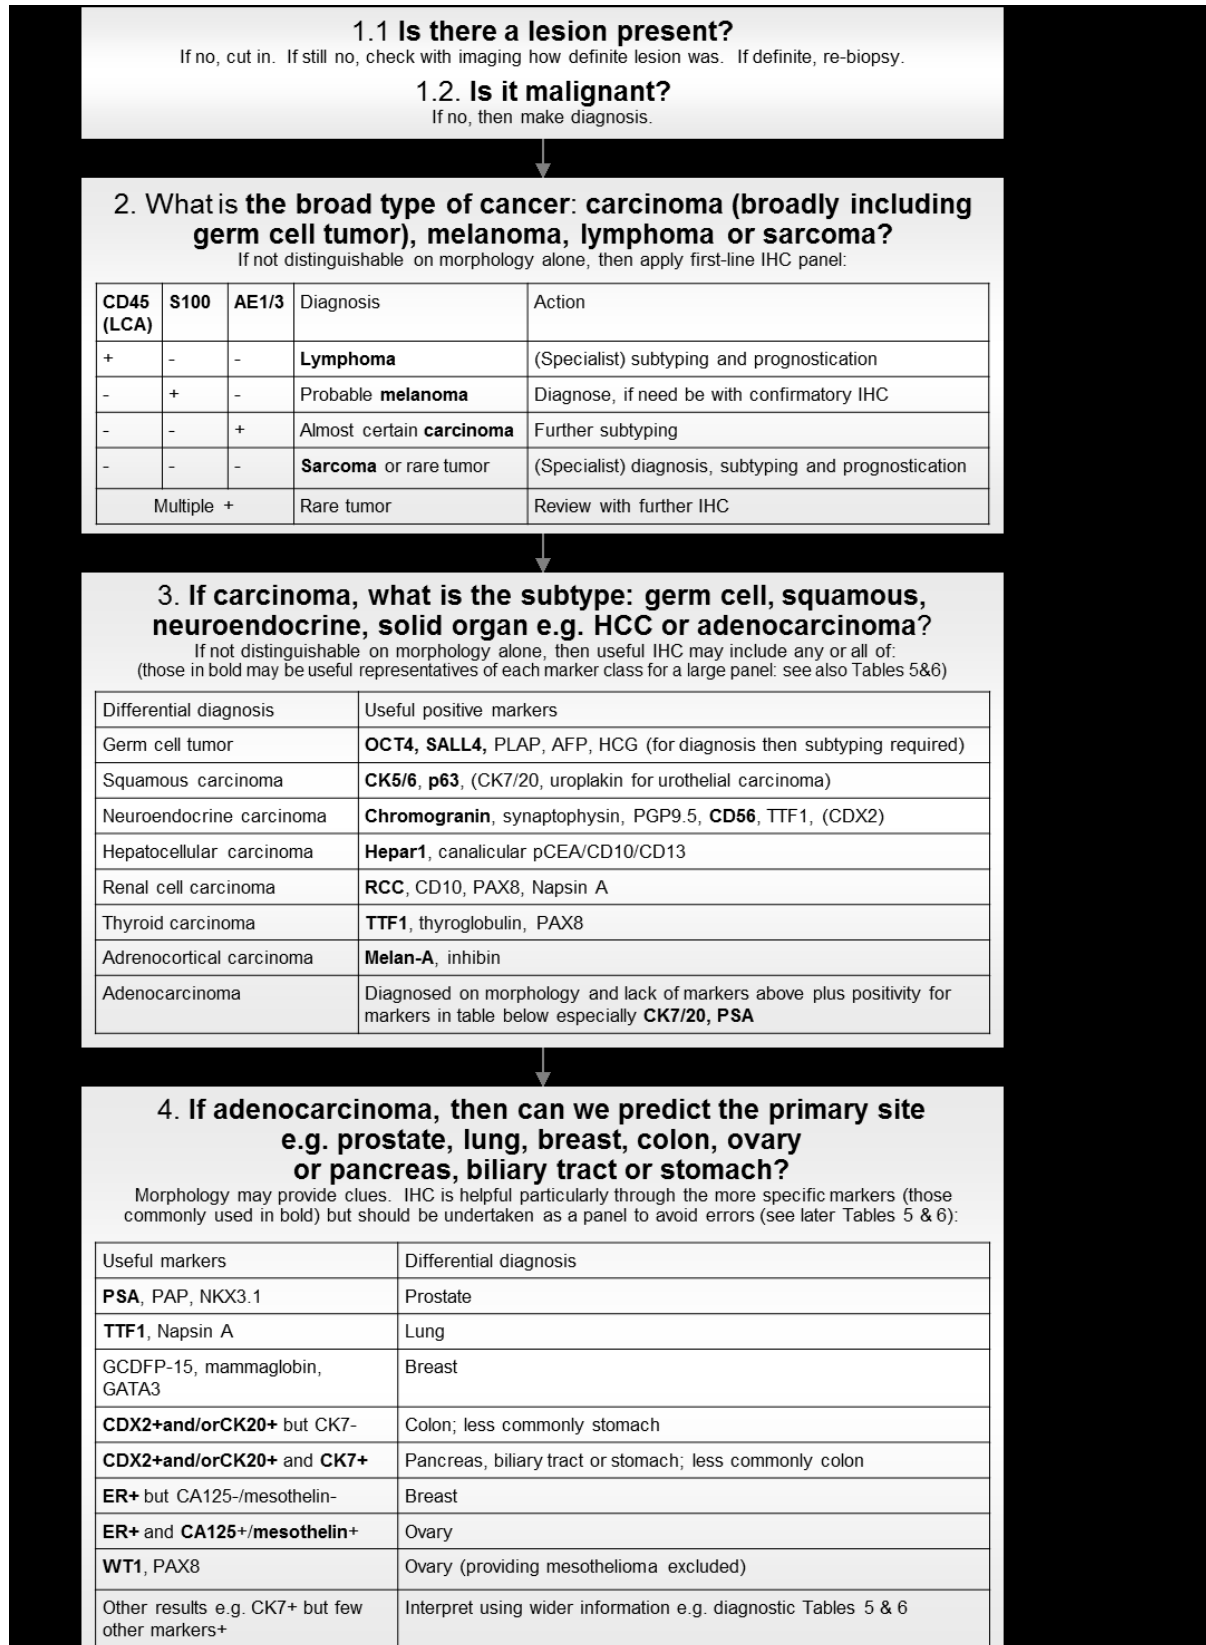 1.1 Is there a lesion present?
If no, cut in. If still no, check with imaging how definite lesion was. If definite, re-biopsy.
1.2. Is it malignant?
If no, then make diagnosis.
2. What is the broad type of cancer: carcinoma (broadly including
germ cell tumor), melanoma, lymphoma or sarcoma?
If not distinguishable on morphology alone, then apply first-line IHC panel:
CD45 (LCA) S100 AE1/3 Diagnosis Action
+ - - Lymphoma (Specialist) subtyping and prognostication
- + - Probable melanoma Diagnose, if need be with confirmatory IHC
- - + Almost certain carcinoma Further subtyping
- - - Sarcoma or rare tumor (Specialist) diagnosis, subtyping and prognostication
Multiple + Rare tumor Review with further IHC
3. If carcinoma, what is the subtype: germ cell, squamous,
neuroendocrine, solid organ e.g. HCC or adenocarcinoma?
If not distinguishable on morphology alone, then useful IHC may include any or all of:
(those in bold may be useful representatives of each marker class for a large panel: see also Tables 5&6)
Differential diagnosis Useful positive markers
Germ cell tumor OCT4, SALL4, PLAP, AFP, HCG (for diagnosis then subtyping required)
Squamous carcinoma CK5/6, p63, (CK7/20, uroplakin for urothelial carcinoma)
Neuroendocrine carcinoma Chromogranin, synaptophysin, PGP9.5, CD56, TTF1, (CDX2)
Hepatocellular carcinoma Hepar1, canalicular pCEA/CD10/CD13
Renal cell carcinoma RCC, CD10, PAX8, Napsin A
Thyroid carcinoma TTF1, thyroglobulin, PAX8
Adrenocortical carcinoma Melan-A, inhibin
Adenocarcinoma Diagnosed on morphology and lack of markers above plus positivity for
markers in table below especially CK7/20, PSA
4. If adenocarcinoma, then can we predict the primary site
e.g. prostate, lung, breast, colon, ovary
or pancreas, biliary tract or stomach?
Morphology may provide clues. IHC is helpful particularly through the more specific markers (those
commonly used in bold) but should be undertaken as a panel to avoid errors (see later Tables 5 & 6):
Useful markers Differential diagnosis
PSA, PAP, NKX3.1 Prostate
TTF1, Napsin A Lung
GCDFP-15, mammaglobin, Breast
GATA3
CDX2+and/orCK20+ but CK7- Colon; less commonly stomach
CDX2+and/orCK20+ and CK7+ Pancreas, biliary tract or stomach; less commonly colon
ER+ but CA125-/mesothelin- Breast
ER+ and CA125+/mesothelin+ Ovary
WT1, PAX8 Ovary (providing mesothelioma excluded)
Other results e.g. CK7+ but few Interpret using wider information e.g. diagnostic Tables 5 & 6
other markers+